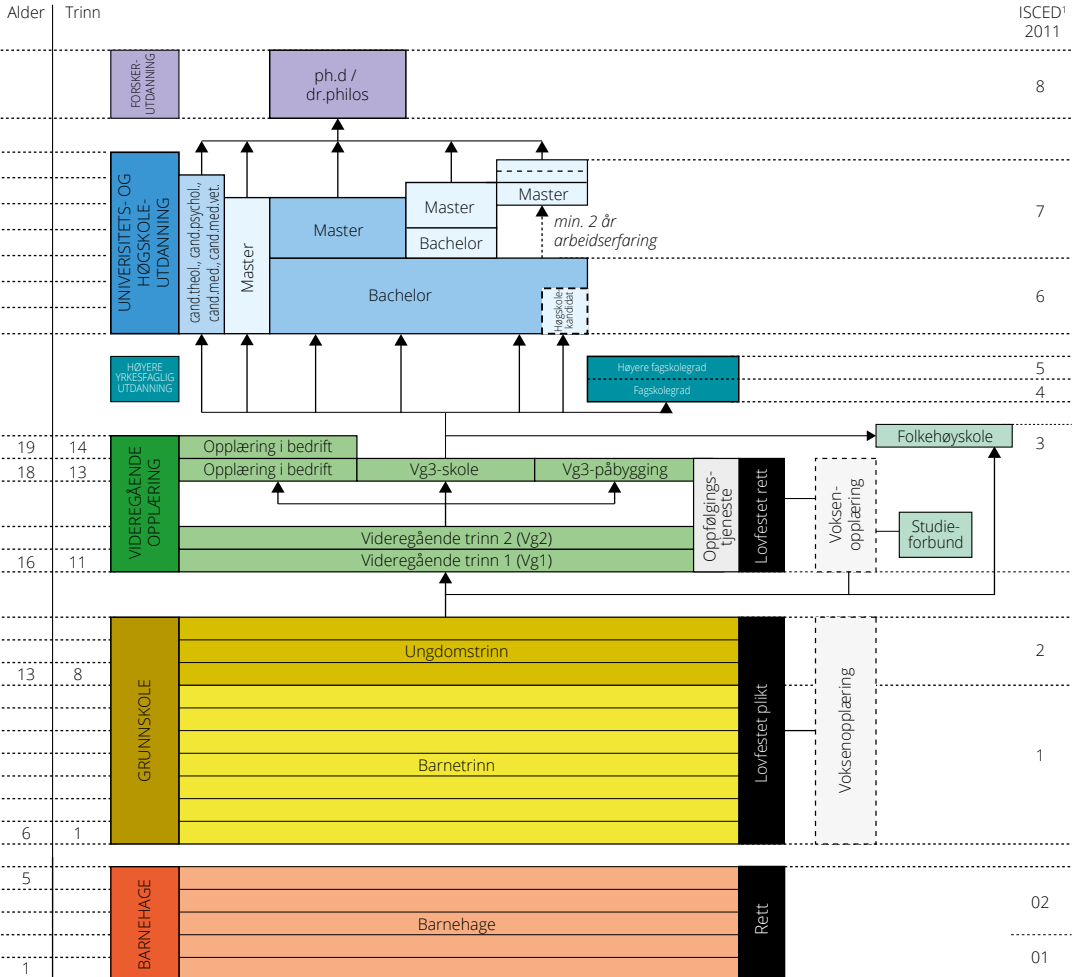 Alder
Trinn
ISCED¹
2011
FORSKER-
UTDANNING
ph.d /
dr.philos
8
UNIVERISITETS- OG
HØGSKOLE-
UTDANNING
cand.theol., cand.psychol.,
cand.med., cand.med.vet.
Master
Master
Master
Bachelor
Master
min. 2 år
arbeidserfaring
7
Bachelor
Høgskole-
kandidat
6
HØYERE
YRKESFAGLIG
UTDANNING
Høyere fagskolegrad
Fagskolegrad
5
4
19
14
VIDEREGÅENDE
OPPLÆRING
Opplæring i bedrift
Folkehøyskole
3
18
13
Opplæring i bedrift
Vg3-skole
Vg3-påbygging
Oppfølgings-
tjeneste
Lovfestet rett
Voksen-
opplæring
Studie-
forbund
Videregående trinn 2 (Vg2)
16
11
Videregående trinn 1 (Vg1)
GRUNNSKOLE
Ungdomstrinn
Lovfestet plikt
Voksenopplæring
2
13
8
Barnetrinn
1
6
1
5
BARNEHAGE
Barnehage
Rett
02
01
1